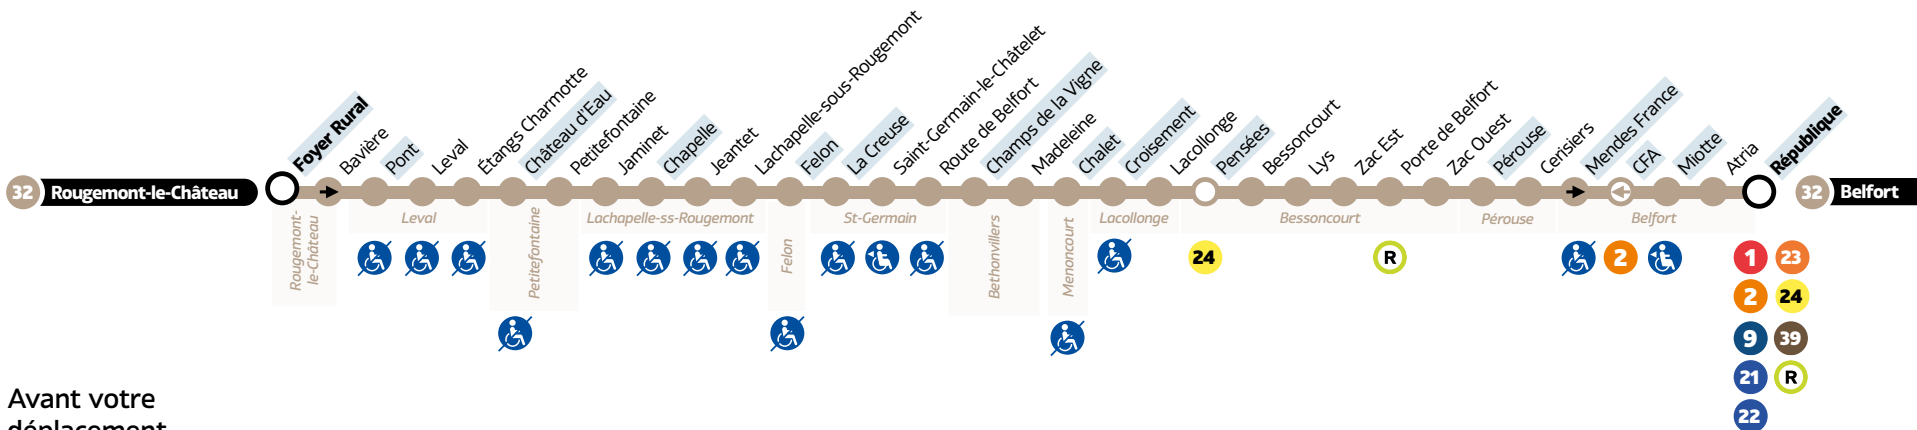 32 Rougemont-le-Château
Foyer Rural
Bavière
Pont
Leval
Étangs Charmotte
Château d'Eau
Petitefontaine
Jaminet
Chapelle
Jeantet
Lachapelle-sous-Rougemont
Felon
La Creuse
Saint-Germain-le-Châtelet
Route de Belfort
Champs de la Vigne
Madeleine
Chalet
Croisement
Lacollonge
Pensées
Bessoncourt
Lys
Zac Est
Porte de Belfort
Zac Ouest
Pérouse
Cerisiers
Mendes France
CFA
Miotte
Atria
République
32 Belfort
Rougemont-
le-Château
Leval
Petitefontaine
Lachapelle-ss-Rougemont
Felon
St-Germain
Bethonvillers
Menoncourt
Lacollonge
Bessoncourt
Pérouse
Belfort
24
R
2
1 23
2 24
9 39
21 R
22
Avant votre
déplacement